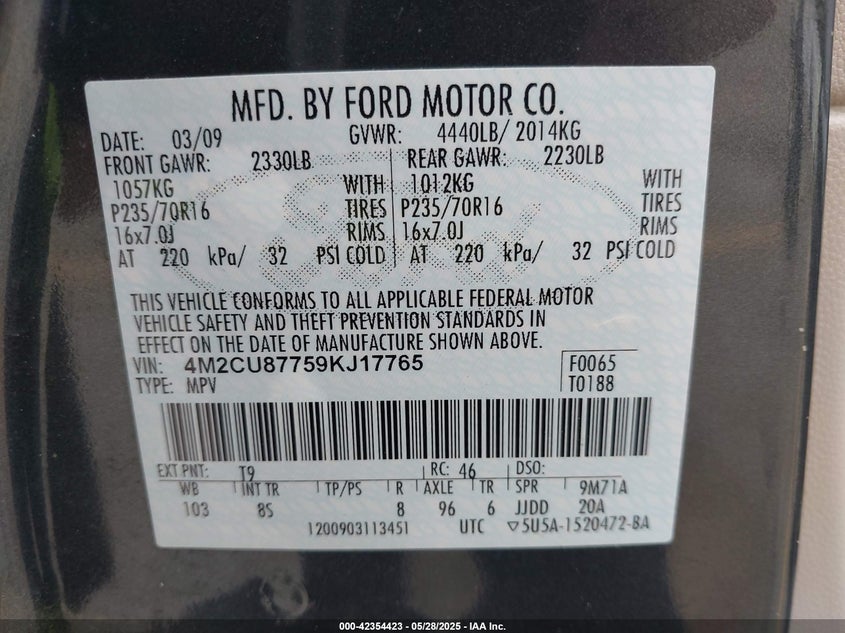 MFD. BY FORD MOTOR CO.
DATE: 03/09 GVWR: 4440LB/ 2014KG
FRONT GAWR: 2330LB REAR GAWR: 2230LB
1057KG WITH 1012KG WITH
P235/70R16 TIRES P235/70R16 TIRES
16x7.0J RIMS 16x7.0J RIMS
AT 220 kPa/ 32 PSI COLD AT 220 kPa/ 32 PSI COLD
THIS VEHICLE CONFORMS TO ALL APPLICABLE FEDERAL MOTOR
VEHICLE SAFETY AND THEFT PREVENTION STANDARDS IN
EFFECT ON THE DATE OF MANUFACTURE SHOWN ABOVE.
VIN: 4M2CU87759KJ17765 F0065
TYPE: MPV T0188
EXT PNT: T9 RC: 46 DSO:
WB INT TR TP/PS R AXLE TR SPR 9M71A
103 8S 8 96 6 JJDD 20A
1200903113451 UTC ▽5U5A-1520472-BA
000-42354423 - 05/28/2025 - IAA Inc.